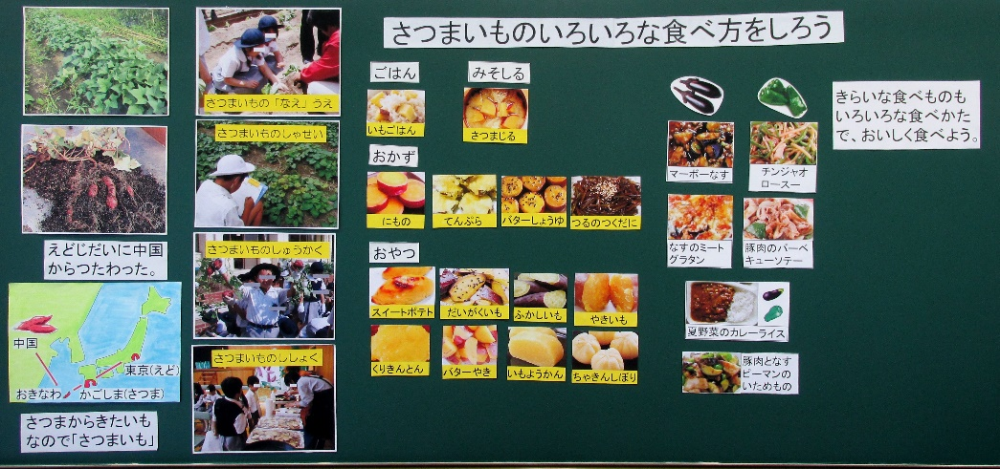 さつまいものいろいろな食べ方をしろう
さつまいもの「なえ」うえ
さつまいものしゃせい
さつまいものしゅうかく
さつまいものししょく
えどじだいに中国
からつたわった。
中国
東京(えど)
おきなわ
かごしま(さつま)
さつまからきたいも
なので「さつまいも」
ごはん
いもごはん
みそしる
さつまじる
おかず
にもの
てんぷら
バターしょうゆ
つるのつくだに
おやつ
スイートポテト
だいがくいも
ふかしいも
やきいも
くりきんとん
バターやき
いもようかん
ちゃきんしぼり
マーボーなす
チンジャオ
ロースー
なすのミート
グラタン
豚肉のバーベ
キューソテー
夏野菜のカレーライス
豚肉となす
ピーマンの
いためもの
きらいな食べものも
いろいろな食べかた
で、おいしく食べよう。